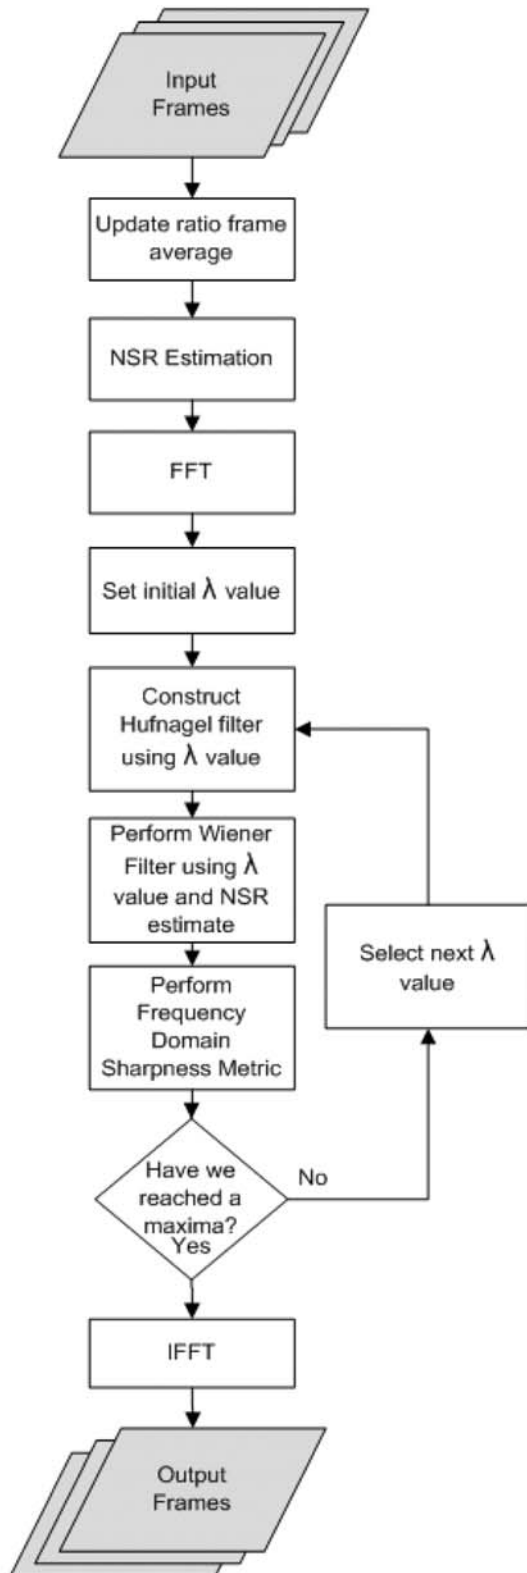 Input
Frames
Update ratio frame
average
NSR Estimation
FFT
Set initial λ value
Construct
Hufnagel filter
using λ value
Perform Wiener
Filter using λ
value and NSR
estimate
Select next λ
value
Perform
Frequency
Domain
Sharpness Metric
Have we
reached a
maxima?
Yes
No
IFFT
Output
Frames